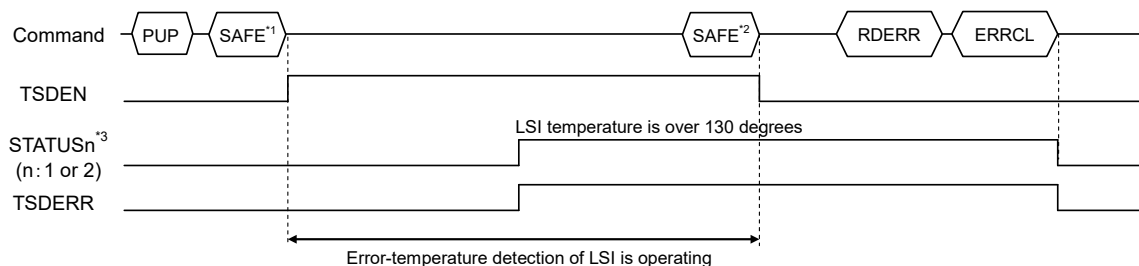 Command PUP SAFE*1 SAFE*2 RDERR ERRCL
TSDEN
LSI temperature is over 130 degrees
STATUSn*3
(n: 1 or 2)
TSDERR
Error-temperature detection of LSI is operating